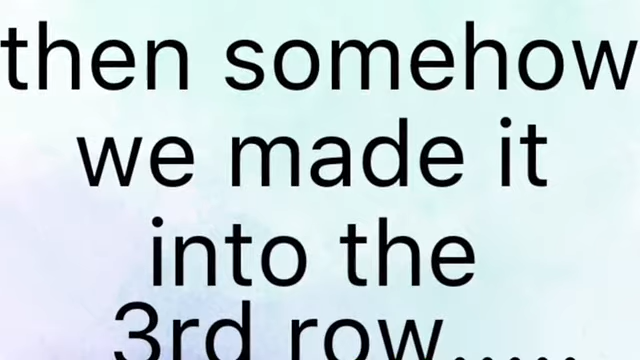 then somehow
we made it
into the
3rd row.....